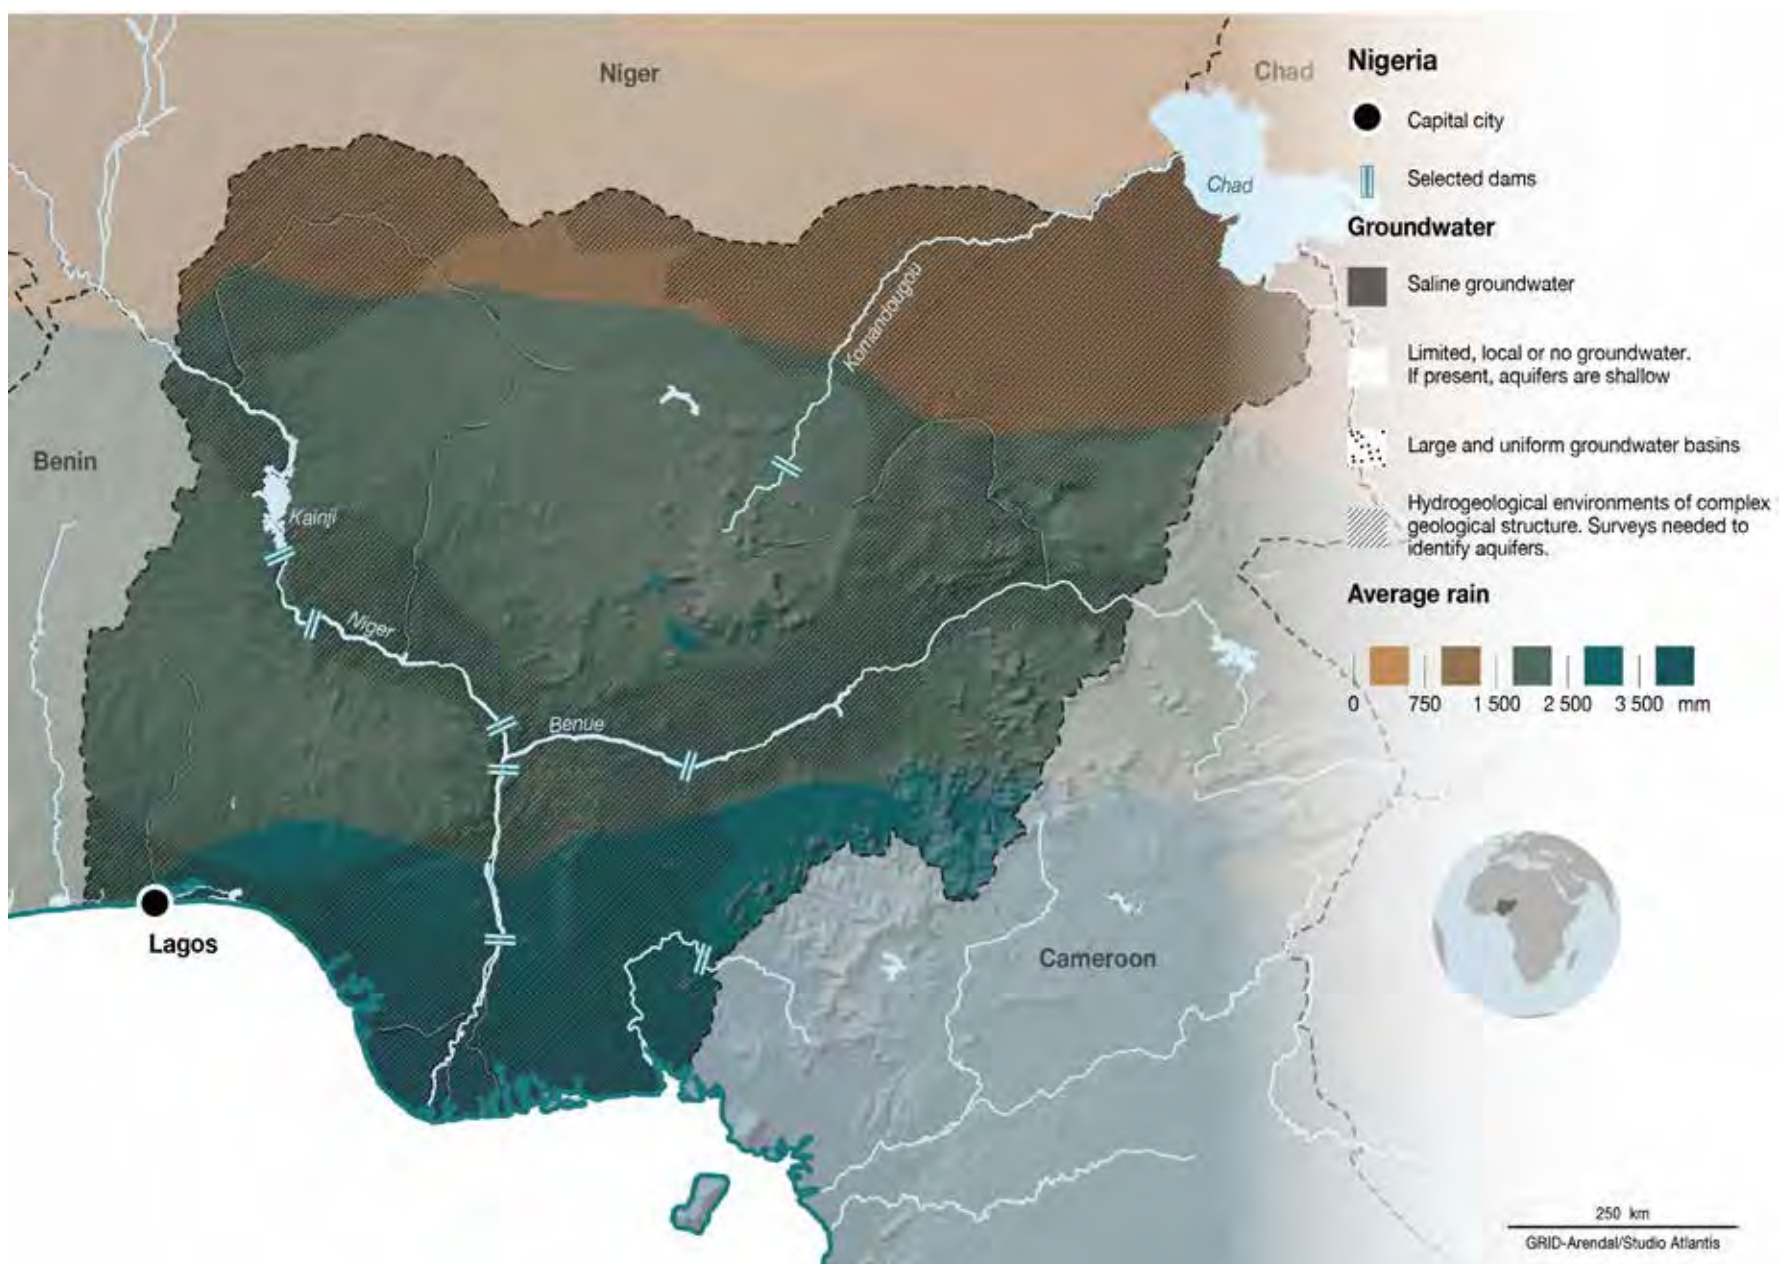 Niger
Chad
Chad
Komandougou
Benin
Kainji
Niger
Benue
Lagos
Cameroon
Nigeria
Capital city
Selected dams
Groundwater
Saline groundwater
Limited, local or no groundwater.
If present, aquifers are shallow
Large and uniform groundwater basins
Hydrogeological environments of complex
geological structure. Surveys needed to
identify aquifers.
Average rain
0 750 1 500 2 500 3 500 mm
250 km
GRID-Arendal/Studio Atlantis